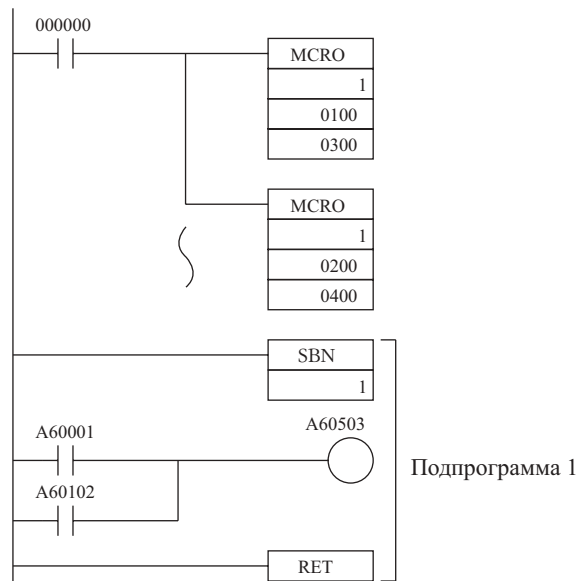 000000
MCRO
1
0100
0300
MCRO
1
0200
0400
SBN
1
A60001
A60503
A60102
Подпрограмма 1
RET